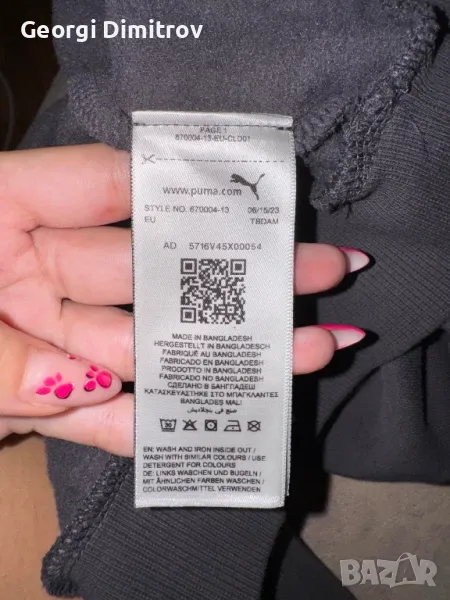 Georgi Dimitrov
PAGE 1
670004-13-EU-CLD01
www.puma.com
STYLE NO. 670004-13 06/15/23
EU TBDAM
AD 5716V45X00054
MADE IN BANGLADESH
HERGESTELLT IN BANGLADESCH
FABRIQUÉ AU BANGLADESH
FABRICADO EN BANGLADESH
PRODOTTO IN BANGLADESH
FABRICADO NO BANGLADESH
СДЕЛАНО В БАНГЛАДЕШ
ΚΑΤΑΣΚΕΥΑΣΤΗΚΕ ΣΤΟ ΜΠΑΓΚΛΑΝΤΕΣ
BANGLADES MALI
صنع في بنجلاديش
EN: WASH AND IRON INSIDE OUT /
WASH WITH SIMILAR COLOURS / USE
DETERGENT FOR COLOURS
DE: LINKS WASCHEN UND BÜGELN /
MIT ÄHNLICHEN FARBEN WASCHEN /
COLORWASCHMITTEL VERWENDEN
BAZAR